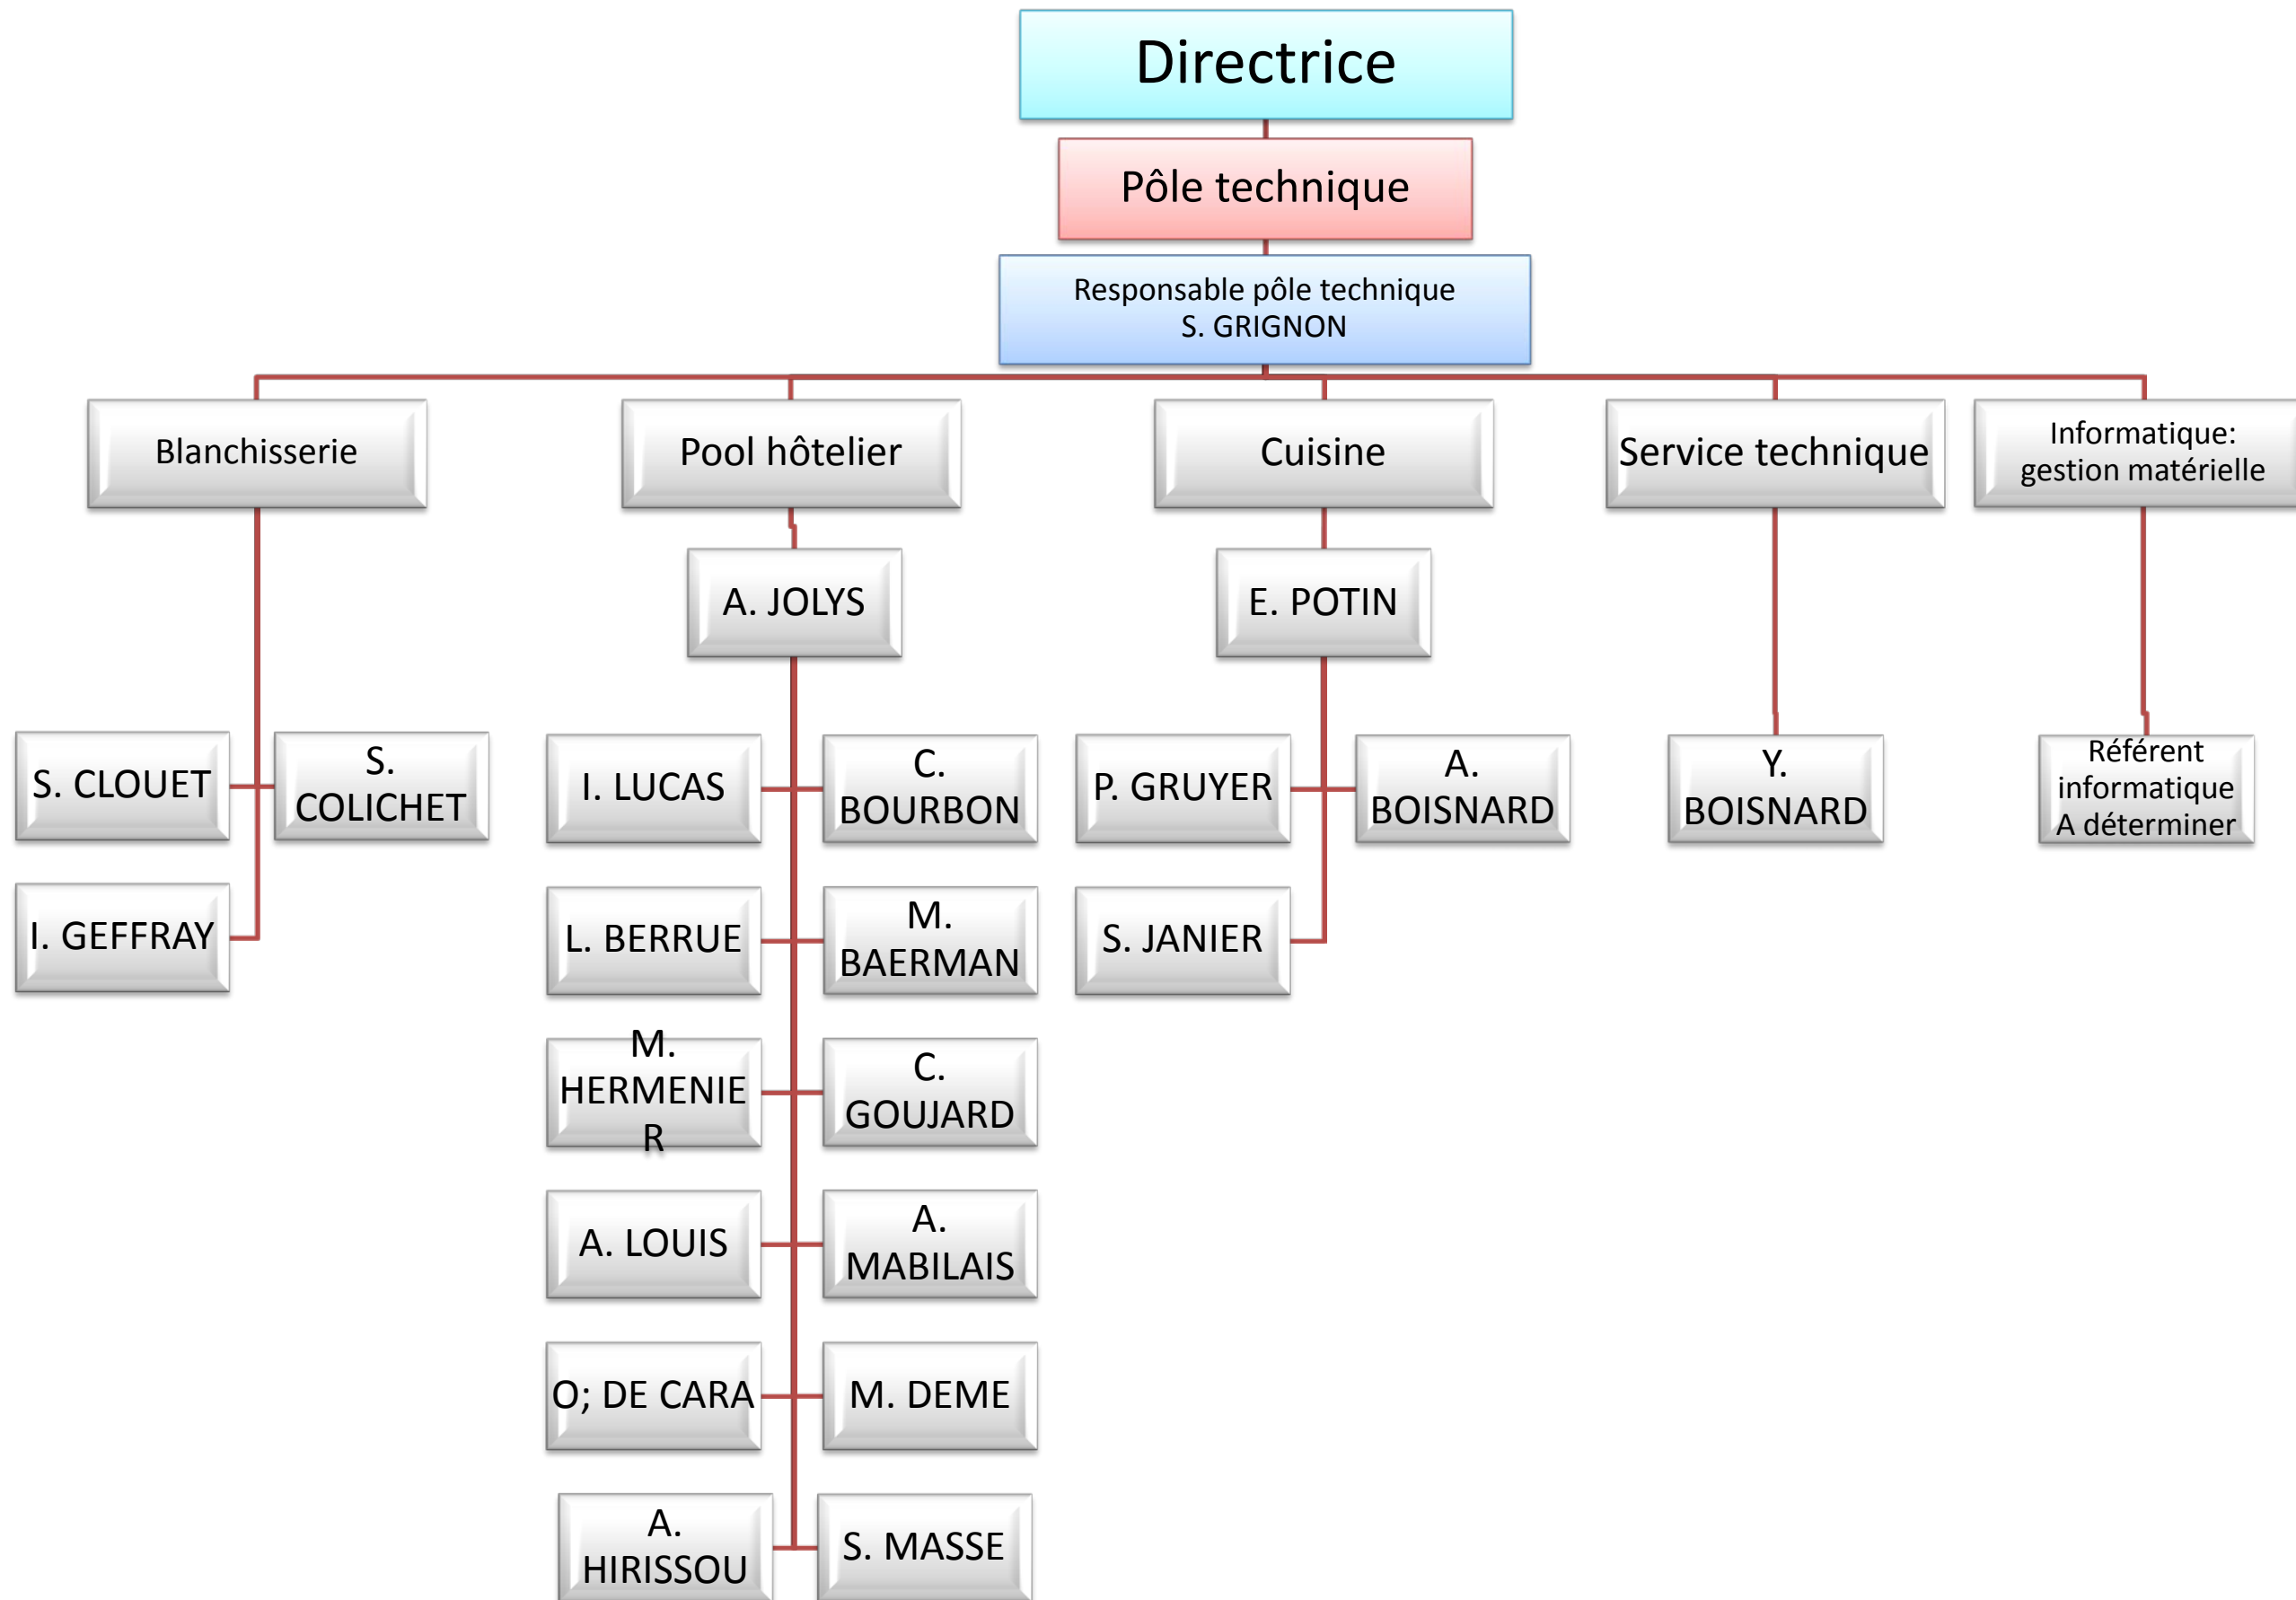 Directrice
Pôle technique
Responsable pôle technique
S. GRIGNON
Blanchisserie
Pool hôtelier
Cuisine
Service technique
Informatique:
gestion matérielle
A. JOLYS
E. POTIN
S. CLOUET
S.
COLICHET
I. LUCAS
C.
BOURBON
P. GRUYER
A.
BOISNARD
Y.
BOISNARD
Référent
informatique
A déterminer
I. GEFFRAY
L. BERRUE
M.
BAERMAN
S. JANIER
M.
HERMENIE
R
C.
GOUJARD
A. LOUIS
A.
MABILAIS
O; DE CARA
M. DEME
A.
HIRISSOU
S. MASSE